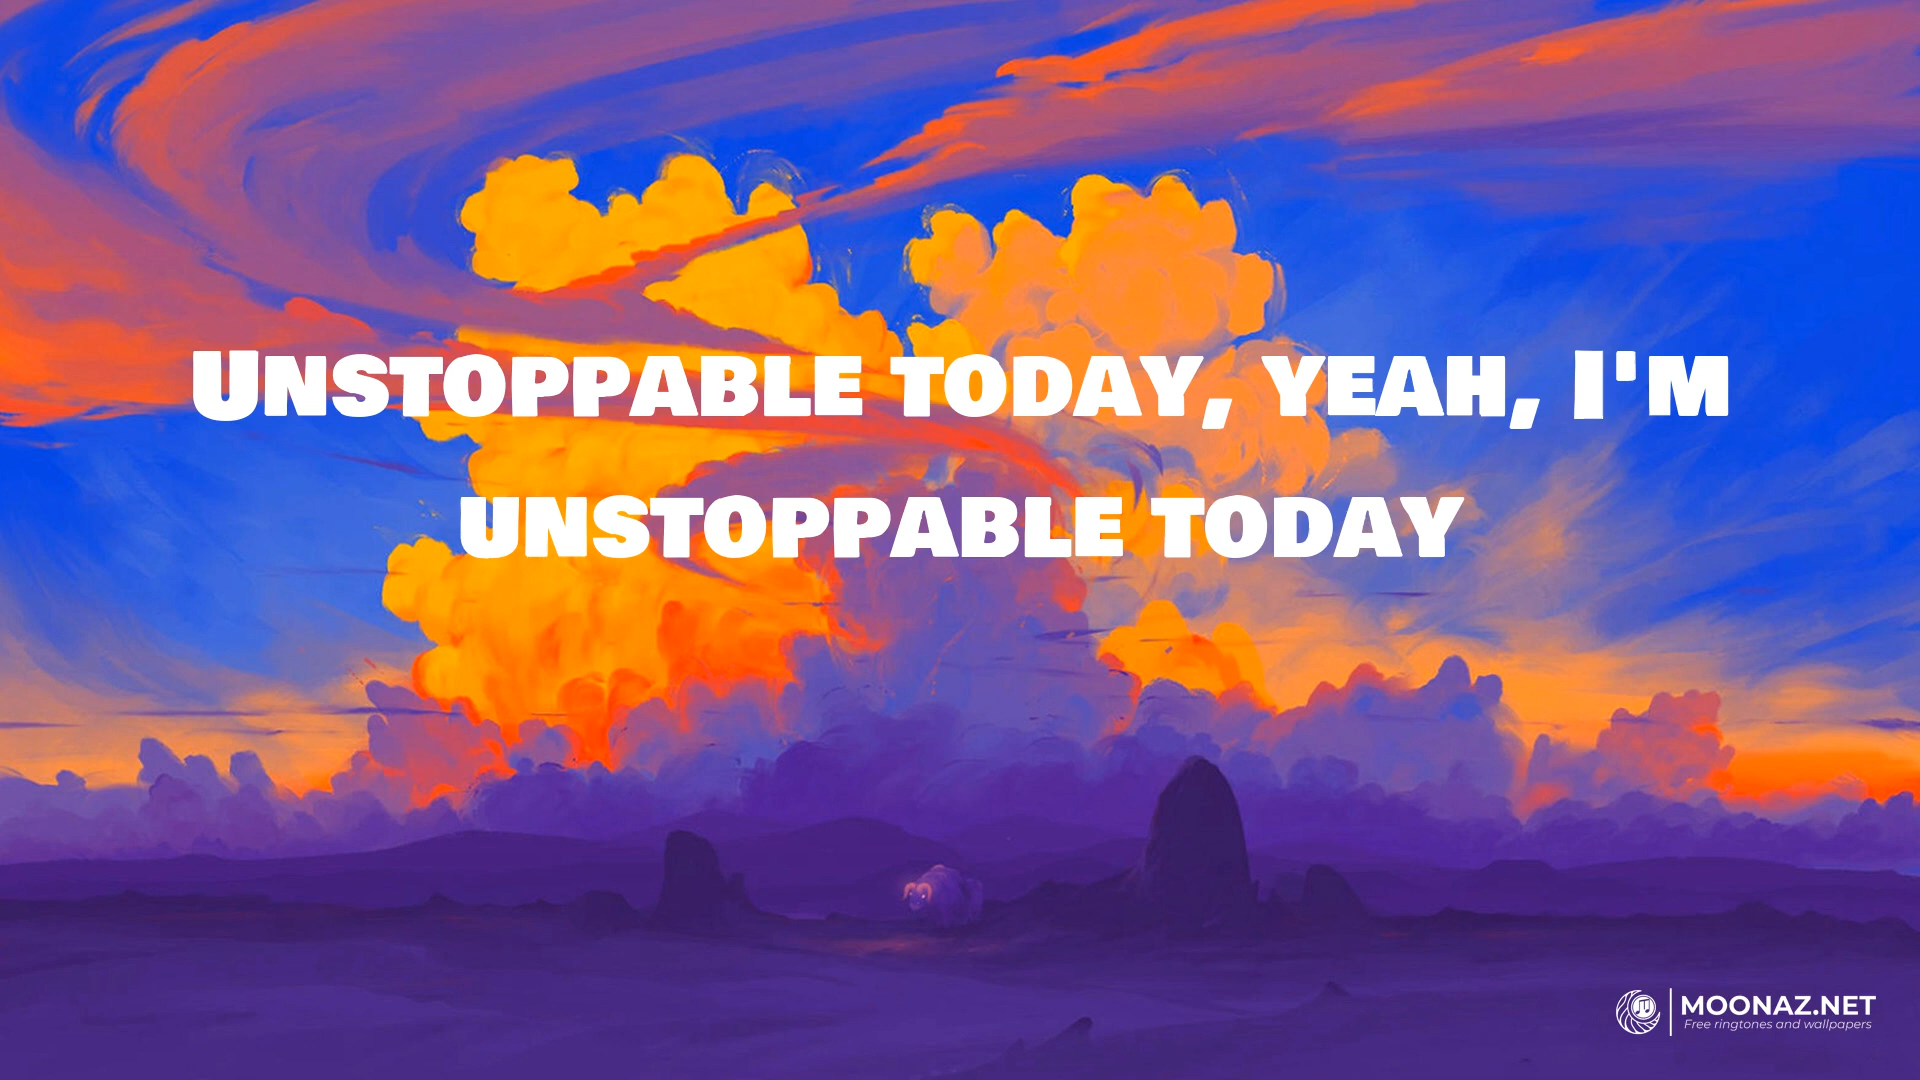 Unstoppable today, yeah, I'm
unstoppable today
MOONAZ.NET
Free ringtones and wallpapers